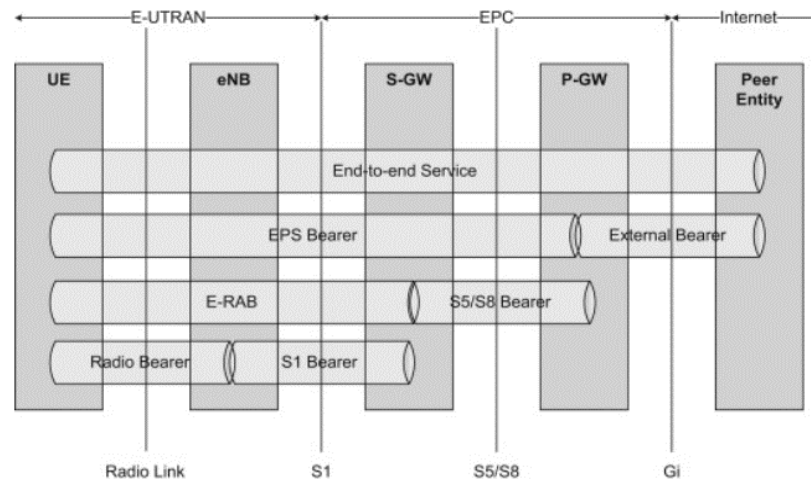 E-UTRAN EPC Internet
UE eNB S-GW P-GW Peer
Entity
End-to-end Service
EPS Bearer External Bearer
E-RAB S5/S8 Bearer
Radio Bearer S1 Bearer
Radio Link S1 S5/S8 Gi